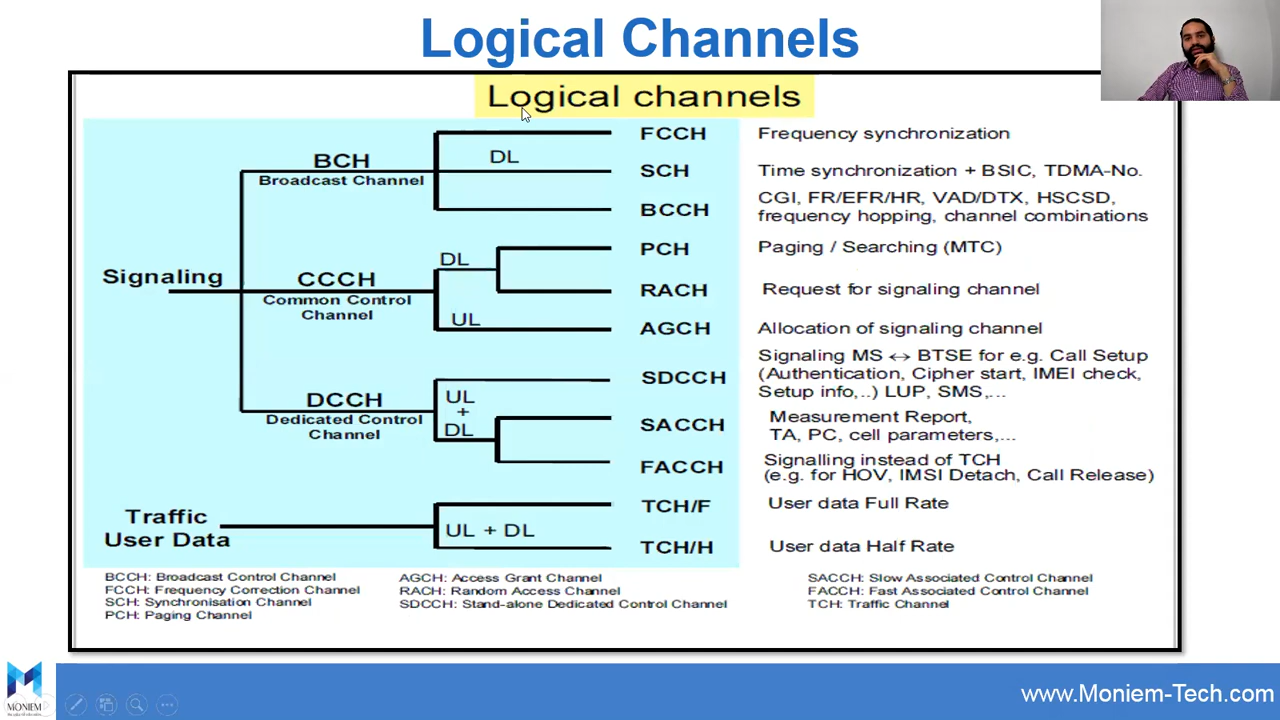 Logical Channels
Logical channels
FCCH Frequency synchronization
BCH DL
Broadcast Channel
SCH Time synchronization + BSIC, TDMA-No.
BCCH CGI, FR/EFR/HR, VAD/DTX, HSCSD,
frequency hopping, channel combinations
PCH Paging / Searching (MTC)
DL
Signaling CCCH
Common Control
Channel
RACH Request for signaling channel
UL
AGCH Allocation of signaling channel
Signaling MS ↔ BTSE for e.g. Call Setup
SDCCH (Authentication, Cipher start, IMEI check,
Setup info,..) LUP, SMS,...
DCCH UL
+
DL
Dedicated Control
Channel
SACCH Measurement Report,
TA, PC, cell parameters,...
FACCH Signalling instead of TCH
(e.g. for HOV, IMSI Detach, Call Release)
Traffic
User Data
UL + DL
TCH/F User data Full Rate
TCH/H User data Half Rate
BCCH: Broadcast Control Channel
FCCH: Frequency Correction Channel
SCH: Synchronisation Channel
PCH: Paging Channel
AGCH: Access Grant Channel
RACH: Random Access Channel
SDCCH: Stand-alone Dedicated Control Channel
SACCH: Slow Associated Control Channel
FACCH: Fast Associated Control Channel
TCH: Traffic Channel
MONIEM
www.Moniem-Tech.com